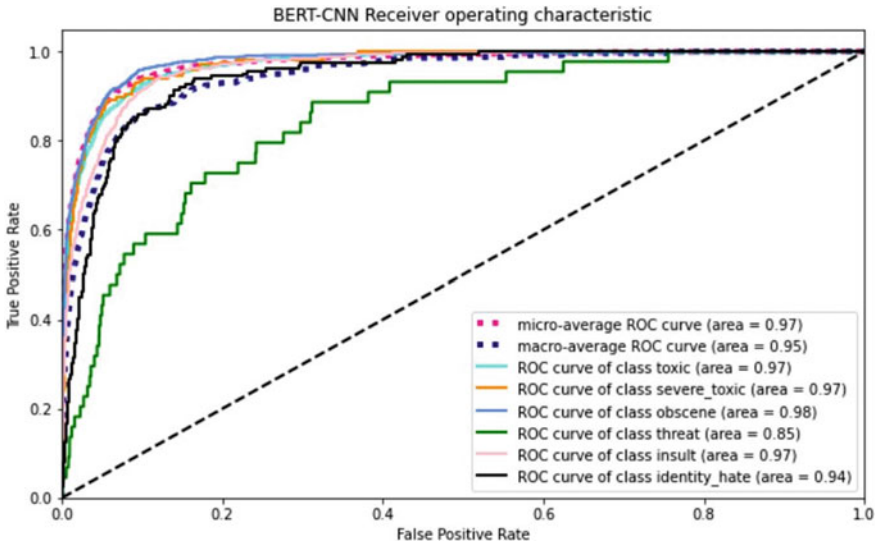 BERT-CNN Receiver operating characteristic
1.0
0.8
0.6
0.4
0.2
0.0
True Positive Rate
micro-average ROC curve (area = 0.97)
macro-average ROC curve (area = 0.95)
ROC curve of class toxic (area = 0.97)
ROC curve of class severe_toxic (area = 0.97)
ROC curve of class obscene (area = 0.98)
ROC curve of class threat (area = 0.85)
ROC curve of class insult (area = 0.97)
ROC curve of class identity_hate (area = 0.94)
0.0 0.2 0.4 0.6 0.8 1.0
False Positive Rate